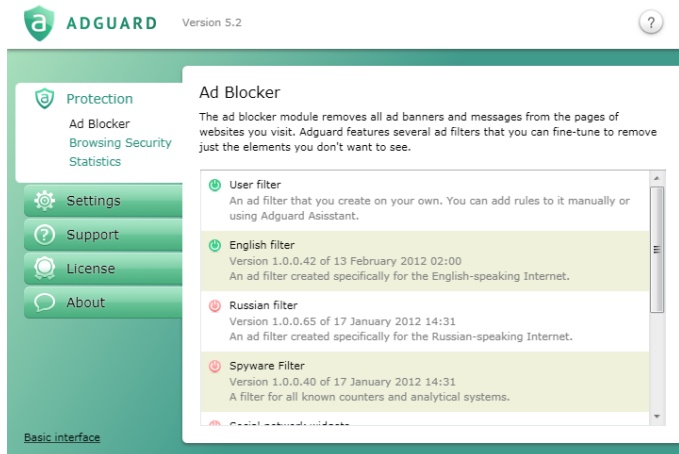 ADGUARD Version 5.2 ?
Protection
Ad Blocker
Browsing Security
Statistics
Settings
Support
License
About
Basic interface
Ad Blocker
The ad blocker module removes all ad banners and messages from the pages of
websites you visit. Adguard features several ad filters that you can fine-tune to remove
just the elements you don't want to see.
User filter
An ad filter that you create on your own. You can add rules to it manually or
using Adguard Asisstant.
English filter
Version 1.0.0.42 of 13 February 2012 02:00
An ad filter created specifically for the English-speaking Internet.
Russian filter
Version 1.0.0.65 of 17 January 2012 14:31
An ad filter created specifically for the Russian-speaking Internet.
Spyware Filter
Version 1.0.0.40 of 17 January 2012 14:31
A filter for all known counters and analytical systems.
Social network widgets